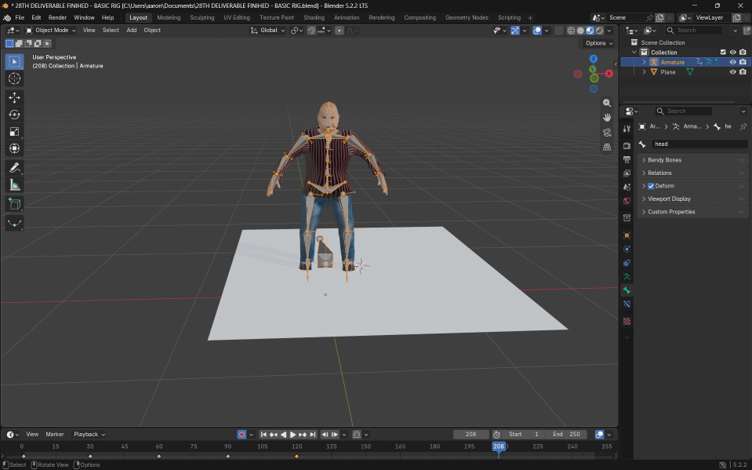 * 28TH DELIVERABLE FINIHED - BASIC RIG [C:\Users\aaron\Documents\28TH DELIVERABLE FINIHED - BASIC RIG.blend] - Blender 5.2.2 LTS
File Edit Render Window Help Layout Modeling Sculpting UV Editing Texture Paint Shading Animation Rendering Compositing Geometry Nodes Scripting + Scene ViewLayer
Object Mode View Select Add Object Global Search
Options
User Perspective
(208) Collection | Armature
Scene Collection
Collection
Armature
Plane
Z
X
Y
Search
Ar... Arma... he
head
Bendy Bones
Relations
Deform
Viewport Display
Custom Properties
View Marker Playback 208 Start 1 End 250
0 15 30 45 60 75 90 105 120 135 150 165 180 195 208 225 240 255
Select Rotate View Options 5.2.2